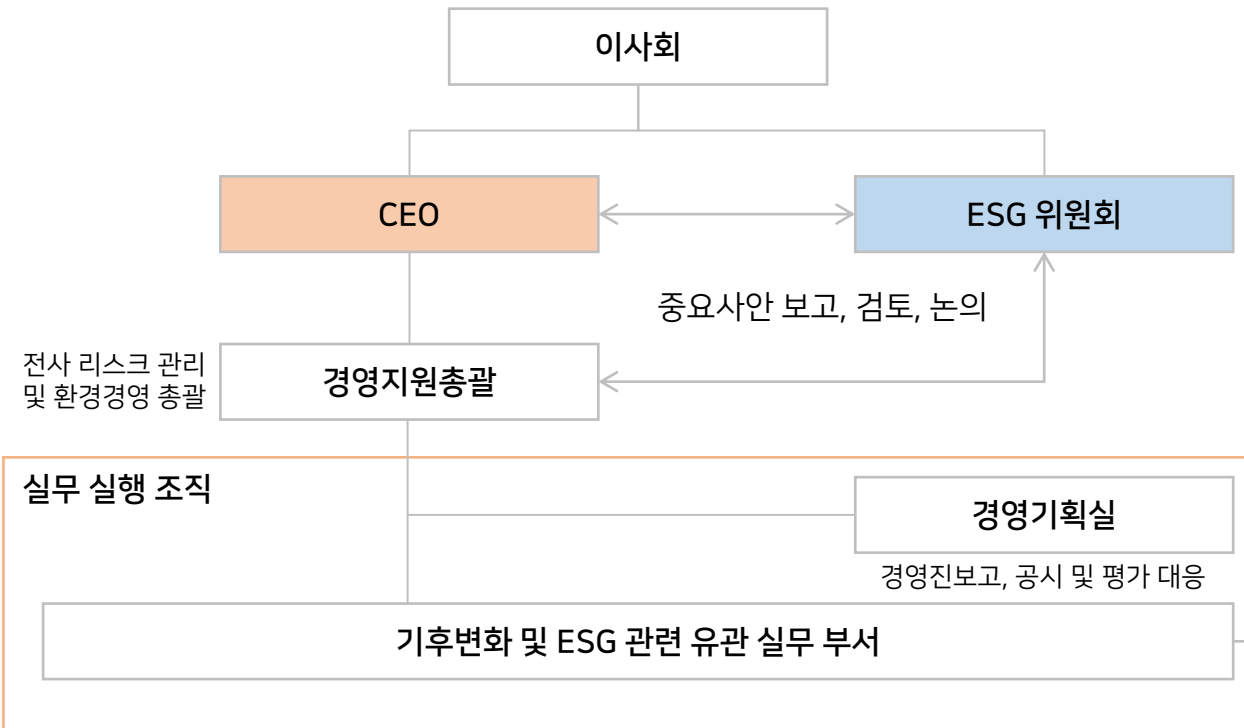 이사회
CEO
ESG 위원회
중요사안 보고, 검토, 논의
전사 리스크 관리
및 환경경영 총괄
경영지원총괄
실무 실행 조직
경영기획실
경영진보고, 공시 및 평가 대응
기후변화 및 ESG 관련 유관 실무 부서